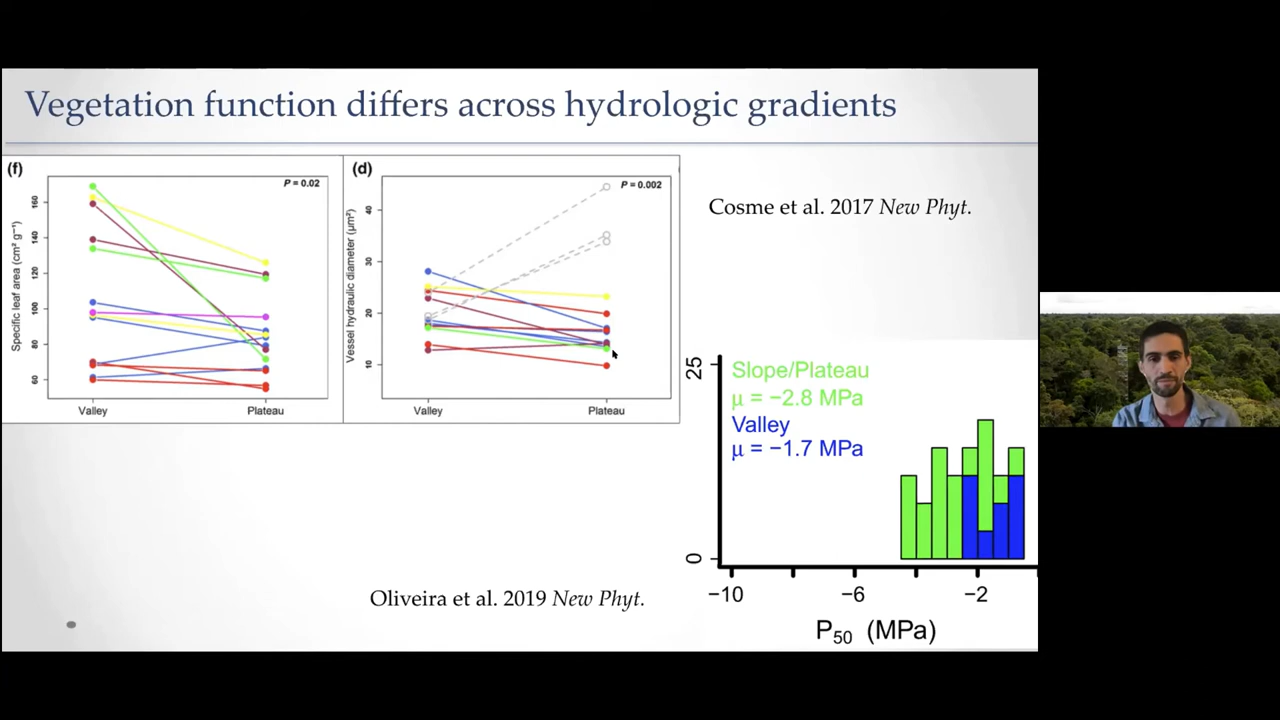 Vegetation function differs across hydrologic gradients
(f)
P = 0.02
Specific leaf area (cm² g⁻¹)
160
140
120
100
80
60
Valley
Plateau
(d)
P = 0.002
Vessel hydraulic diameter (μm²)
40
30
20
10
Valley
Plateau
Cosme et al. 2017 New Phyt.
Slope/Plateau
μ = −2.8 MPa
Valley
μ = −1.7 MPa
25
0
−10
−6
−2
P₅₀ (MPa)
Oliveira et al. 2019 New Phyt.